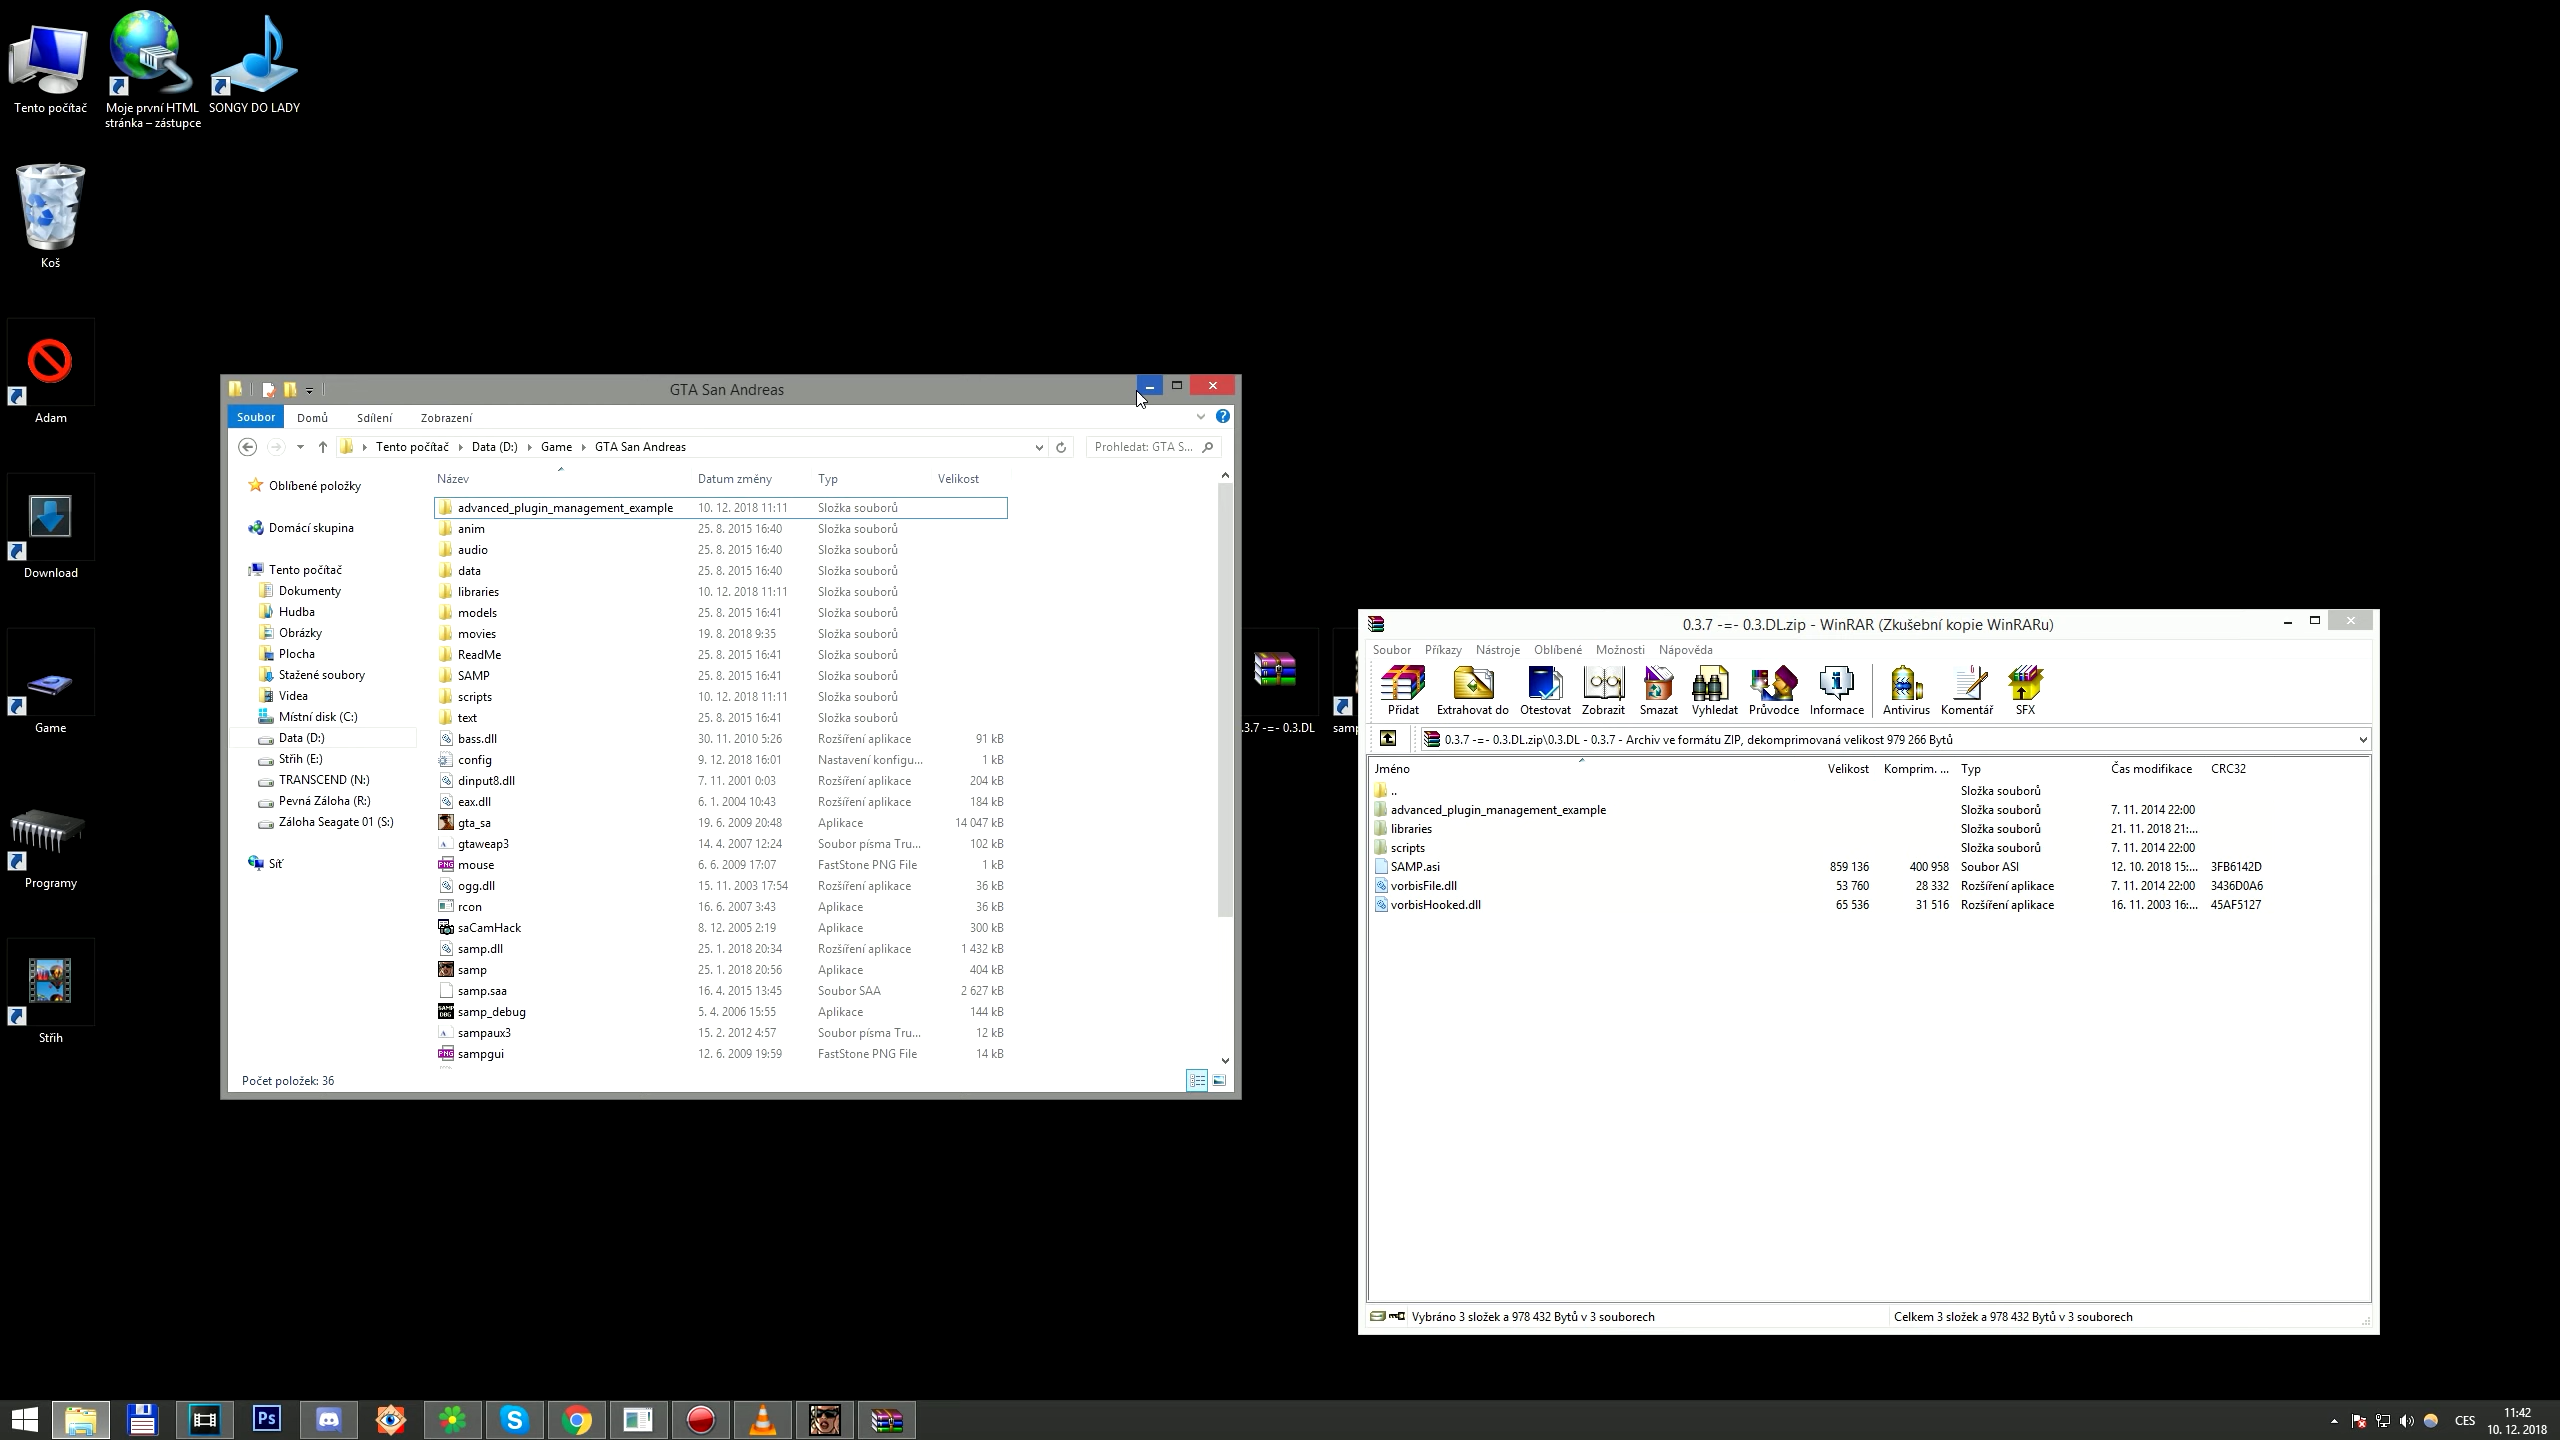 Tento počítač
Moje první HTML
stránka – zástupce
SONGY DO LADY
Koš
Adam
Download
Game
Programy
Střih
GTA San Andreas
Soubor Domů Sdílení Zobrazení
Tento počítač Data (D:) Game GTA San Andreas Prohledat: GTA S...
Název Datum změny Typ Velikost
Oblíbené položky
Domácí skupina
Tento počítač
Dokumenty
Hudba
Obrázky
Plocha
Stažené soubory
Videa
Místní disk (C:)
Data (D:)
Střih (E:)
TRANSCEND (N:)
Pevná Záloha (R:)
Záloha Seagate 01 (S:)
Síť
advanced_plugin_management_example 10. 12. 2018 11:11 Složka souborů
anim 25. 8. 2015 16:40 Složka souborů
audio 25. 8. 2015 16:40 Složka souborů
data 25. 8. 2015 16:40 Složka souborů
libraries 10. 12. 2018 11:11 Složka souborů
models 25. 8. 2015 16:41 Složka souborů
movies 19. 8. 2018 9:35 Složka souborů
ReadMe 25. 8. 2015 16:41 Složka souborů
SAMP 25. 8. 2015 16:41 Složka souborů
scripts 10. 12. 2018 11:11 Složka souborů
text 25. 8. 2015 16:41 Složka souborů
bass.dll 30. 11. 2010 5:26 Rozšíření aplikace 91 kB
config 9. 12. 2018 16:01 Nastavení konfigu... 1 kB
dinput8.dll 7. 11. 2001 0:03 Rozšíření aplikace 204 kB
eax.dll 6. 1. 2004 10:43 Rozšíření aplikace 184 kB
gta_sa 19. 6. 2009 20:48 Aplikace 14 047 kB
gtaweap3 14. 4. 2007 12:24 Soubor písma Tru... 102 kB
mouse 6. 6. 2009 17:07 FastStone PNG File 1 kB
ogg.dll 15. 11. 2003 17:54 Rozšíření aplikace 36 kB
rcon 16. 6. 2007 3:43 Aplikace 36 kB
saCamHack 8. 12. 2005 2:19 Aplikace 300 kB
samp.dll 25. 1. 2018 20:34 Rozšíření aplikace 1 432 kB
samp 25. 1. 2018 20:56 Aplikace 404 kB
samp.saa 16. 4. 2015 13:45 Soubor SAA 2 627 kB
samp_debug 5. 4. 2006 15:55 Aplikace 144 kB
sampaux3 15. 2. 2012 4:57 Soubor písma Tru... 12 kB
sampgui 12. 6. 2009 19:59 FastStone PNG File 14 kB
Počet položek: 36
.3.7 -=- 0.3.DL
samp
0.3.7 -=- 0.3.DL.zip - WinRAR (Zkušební kopie WinRARu)
Soubor Příkazy Nástroje Oblíbené Možnosti Nápověda
Přidat Extrahovat do Otestovat Zobrazit Smazat Vyhledat Průvodce Informace Antivirus Komentář SFX
0.3.7 -=- 0.3.DL.zip\0.3.DL - 0.3.7 - Archiv ve formátu ZIP, dekomprimovaná velikost 979 266 Bytů
Jméno Velikost Komprim. ... Typ Čas modifikace CRC32
.. Složka souborů
advanced_plugin_management_example Složka souborů 7. 11. 2014 22:00
libraries Složka souborů 21. 11. 2018 21:...
scripts Složka souborů 7. 11. 2014 22:00
SAMP.asi 859 136 400 958 Soubor ASI 12. 10. 2018 15:... 3FB6142D
vorbisFile.dll 53 760 28 332 Rozšíření aplikace 7. 11. 2014 22:00 3436D0A6
vorbisHooked.dll 65 536 31 516 Rozšíření aplikace 16. 11. 2003 16:... 45AF5127
Vybráno 3 složek a 978 432 Bytů v 3 souborech
Celkem 3 složek a 978 432 Bytů v 3 souborech
Ps
CES
11:42
10. 12. 2018